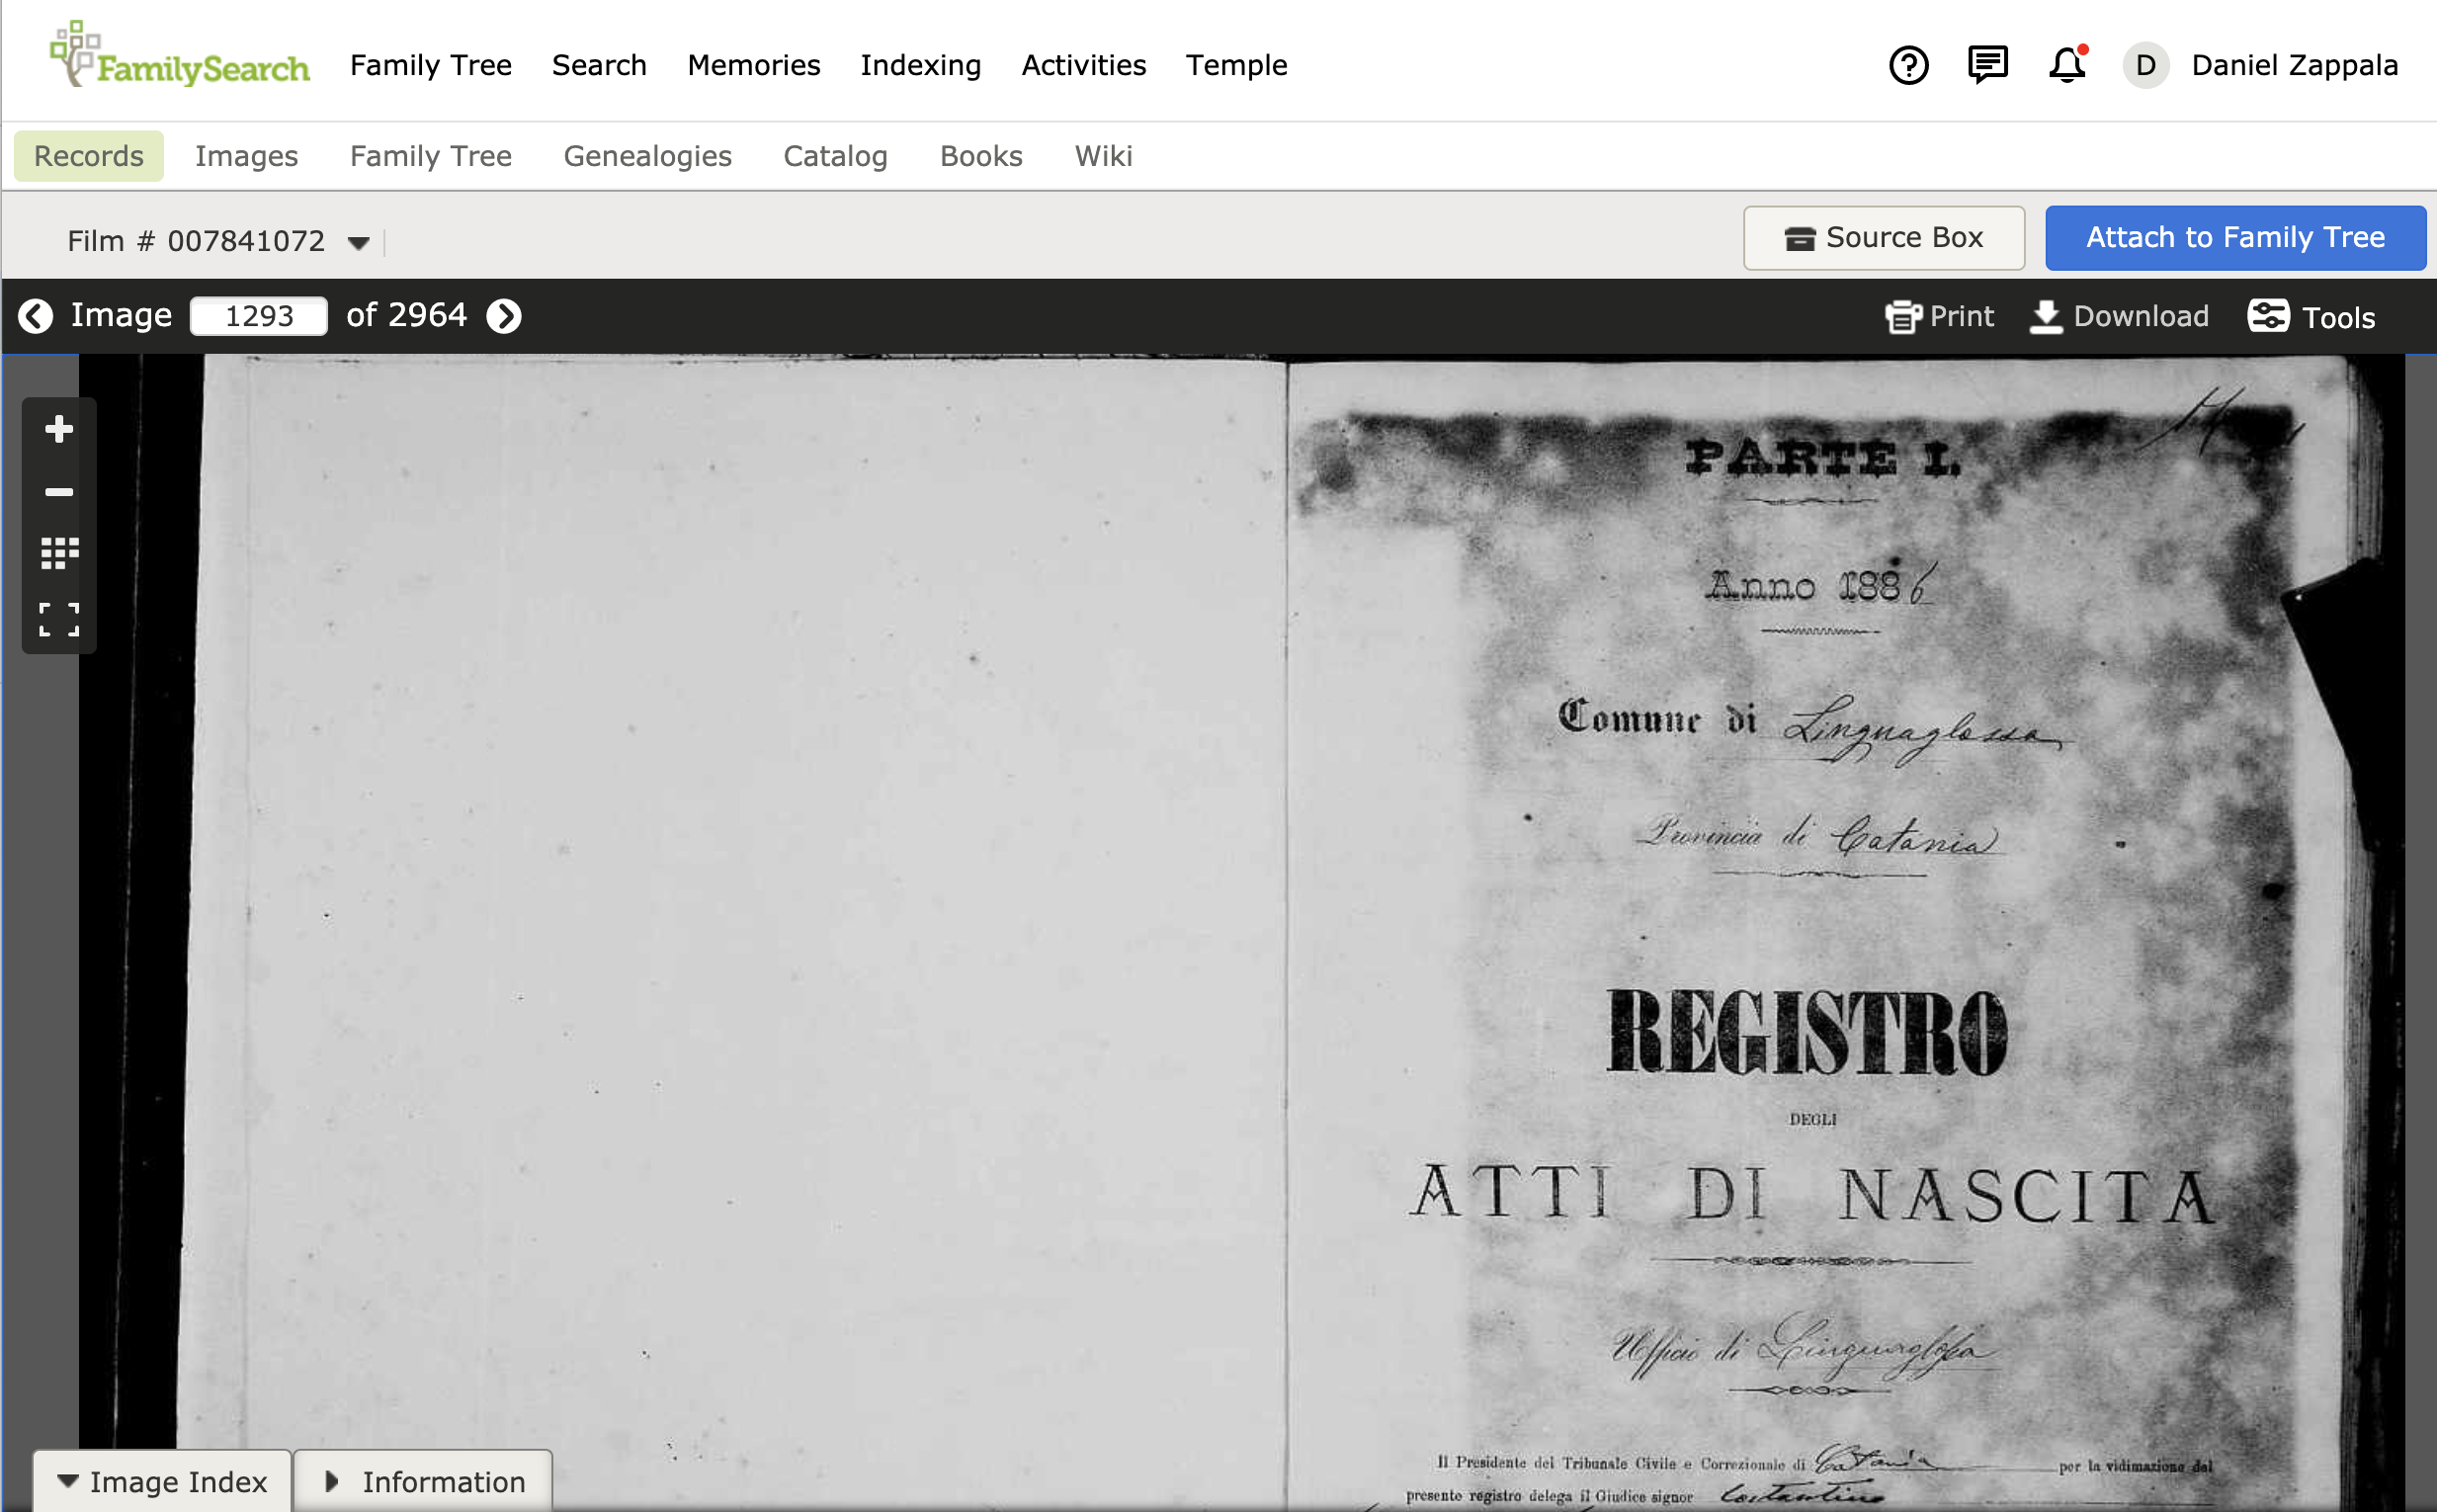 FamilySearch
Family Tree
Search
Memories
Indexing
Activities
Temple
D
Daniel Zappala
Records
Images
Family Tree
Genealogies
Catalog
Books
Wiki
Film # 007841072
Source Box
Attach to Family Tree
Image 1293 of 2964
Print
Download
Tools
PARTE I.
Anno 1886
Comune di Linguaglossa
Provincia di Catania
REGISTRO
DEGLI
ATTI DI NASCITA
Ufficio di Linguaglossa
Il Presidente del Tribunale Civile e Correzionale di Catania per la vidimazione del
presente registro delega il Giudice signor Costantino
Image Index
Information